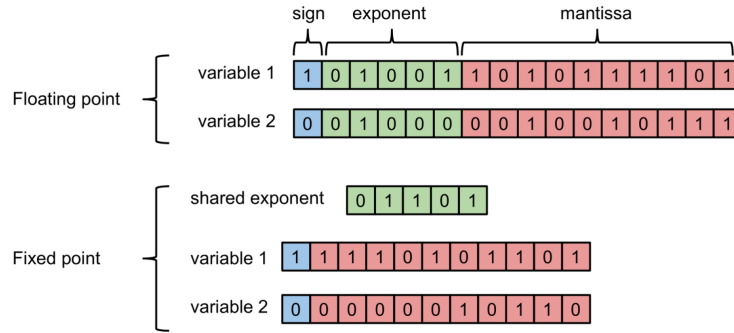 sign exponent mantissa
Floating point
variable 1 1 0 1 0 0 1 1 0 1 0 1 1 1 1 0 1
variable 2 0 0 1 0 0 0 0 0 1 0 0 1 0 1 1 1
Fixed point
shared exponent 0 1 1 0 1
variable 1 1 1 1 1 0 1 0 1 1 0 1
variable 2 0 0 0 0 0 0 1 0 1 1 0